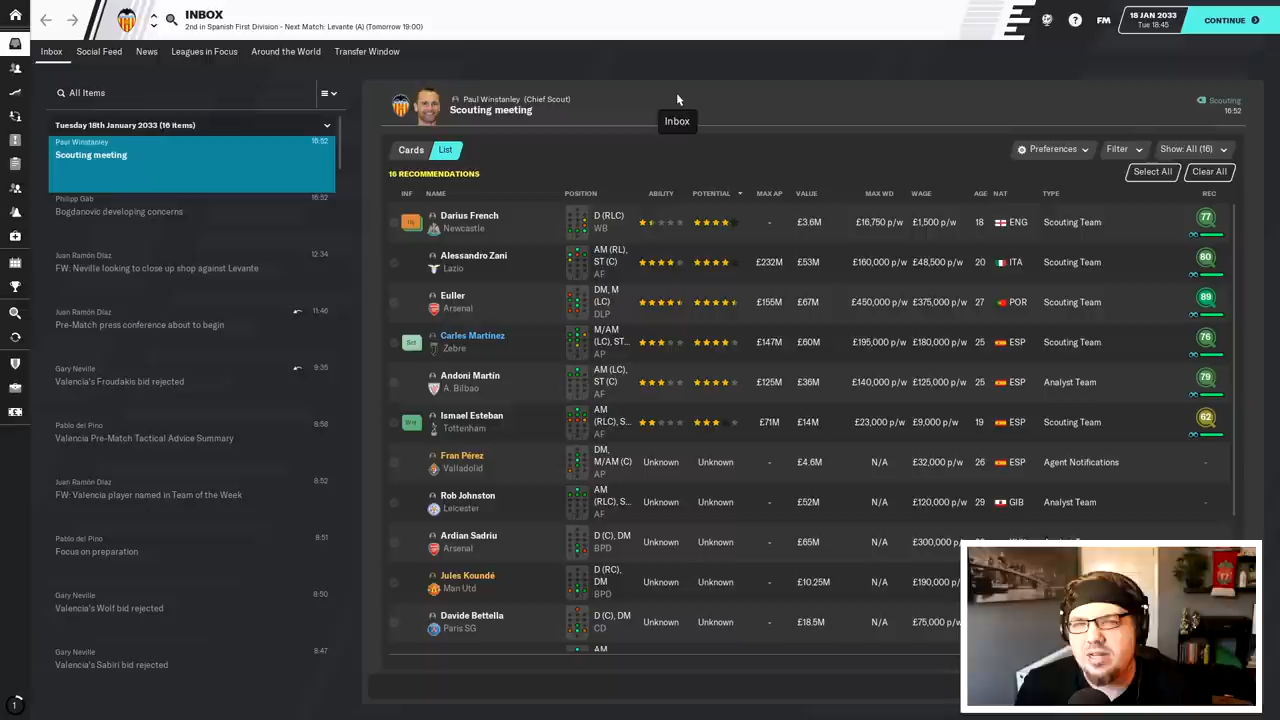 INBOX
2nd in Spanish First Division - Next Match: Levante (A) (Tomorrow 19:00)
FM
18 JAN 2033
Tue 18:45
CONTINUE
Inbox
Social Feed
News
Leagues in Focus
Around the World
Transfer Window
All Items
Tuesday 18th January 2033 (16 items)
Paul Winstanley 16:52
Scouting meeting
Philipp Gab 16:52
Bogdanovic developing concerns
Juan Ramón Díaz 12:34
FW: Neville looking to close up shop against Levante
Juan Ramón Díaz 11:46
Pre-Match press conference about to begin
Gary Neville 9:35
Valencia's Froudakis bid rejected
Pablo del Pino 8:58
Valencia Pre-Match Tactical Advice Summary
Juan Ramón Díaz 8:52
FW: Valencia player named in Team of the Week
Pablo del Pino 8:51
Focus on preparation
Gary Neville 8:50
Valencia's Wolf bid rejected
Gary Neville 8:47
Valencia's Sabiri bid rejected
1
Paul Winstanley (Chief Scout)
Scouting meeting
Inbox
Scouting
16:52
Cards List
Preferences Filter Show: All (16)
16 RECOMMENDATIONS
Select All Clear All
INF NAME POSITION ABILITY POTENTIAL MAX AP VALUE MAX WD WAGE AGE NAT TYPE REC
Darius French D (RLC) - £3.6M £16,750 p/w £1,500 p/w 18 ENG Scouting Team 77
Newcastle WB
Alessandro Zani AM (RL), ST (C) £232M £53M £160,000 p/w £48,500 p/w 20 ITA Scouting Team 80
Lazio AF
Euller DM, M (LC) £155M £67M £450,000 p/w £375,000 p/w 27 POR Scouting Team 89
Arsenal DLP
Sct Carles Martínez M/AM (LC), ST... £147M £60M £195,000 p/w £180,000 p/w 25 ESP Scouting Team 76
Zebre AP
Andoni Martín AM (LC), ST (C) £125M £36M £140,000 p/w £125,000 p/w 25 ESP Analyst Team 79
A. Bilbao AF
Wnt Ismael Esteban AM (RLC), S... £71M £14M £23,000 p/w £9,000 p/w 19 ESP Scouting Team 62
Tottenham AF
Fran Pérez DM, M/AM (C) Unknown Unknown - £4.6M N/A £32,000 p/w 26 ESP Agent Notifications -
Valladolid AP
Rob Johnston AM (RLC), S... Unknown Unknown - £52M N/A £120,000 p/w 29 GIB Analyst Team -
Leicester AF
Ardian Sadriu D (C), DM Unknown Unknown - £65M N/A £300,000 p/w
Arsenal BPD
Jules Koundé D (RC), DM Unknown Unknown - £10.25M N/A £190,000 p/
Man Utd BPD
Davide Bettella D (C), DM Unknown Unknown - £18.5M N/A £75,000 p/w
Paris SG CD
AM